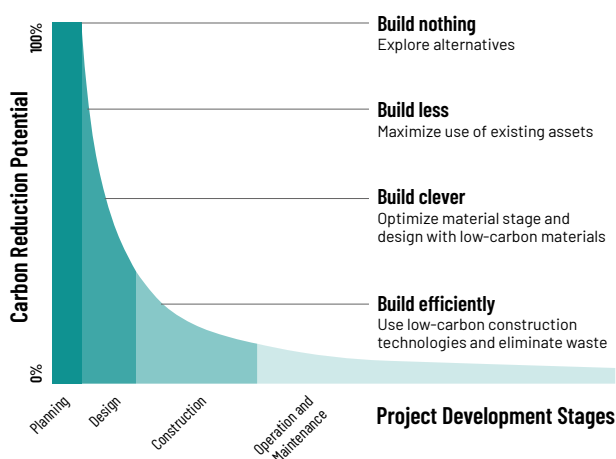 100%
Carbon Reduction Potential
0%
Build nothing
Explore alternatives
Build less
Maximize use of existing assets
Build clever
Optimize material stage and
design with low-carbon materials
Build efficiently
Use low-carbon construction
technologies and eliminate waste
Planning
Design
Construction
Operation and
Maintenance
Project Development Stages